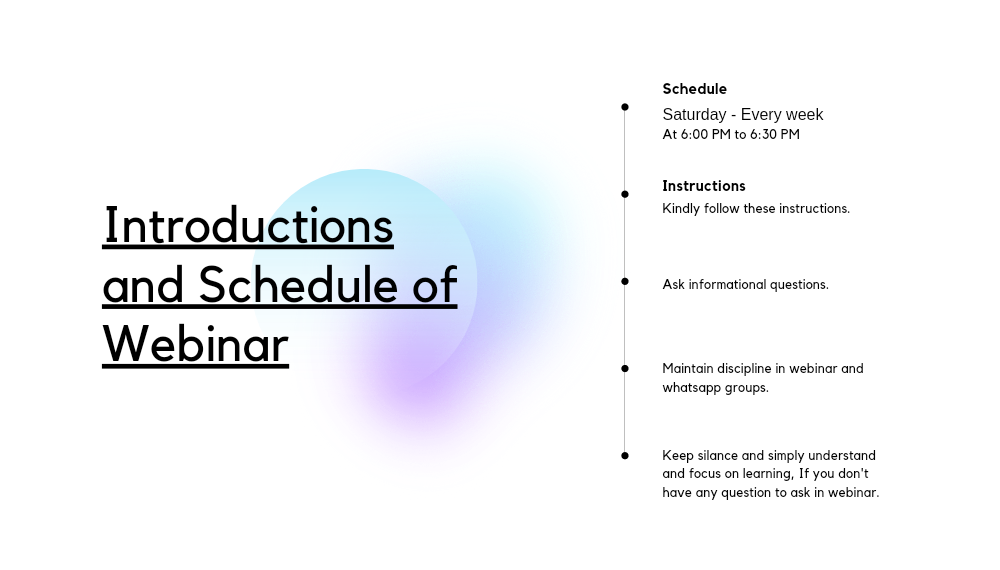 Introductions
and Schedule of
Webinar
Schedule
Saturday - Every week
At 6:00 PM to 6:30 PM
Instructions
Kindly follow these instructions.
Ask informational questions.
Maintain discipline in webinar and
whatsapp groups.
Keep silance and simply understand
and focus on learning, If you don't
have any question to ask in webinar.